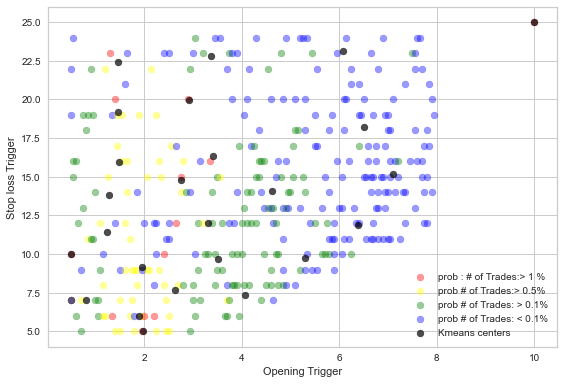 25.0
22.5
20.0
17.5
15.0
12.5
10.0
7.5
5.0
Stop loss Trigger
prob : # of Trades:> 1 %
prob # of Trades:> 0.5%
prob # of Trades: > 0.1%
prob # of Trades: < 0.1%
Kmeans centers
2 4 6 8 10
Opening Trigger